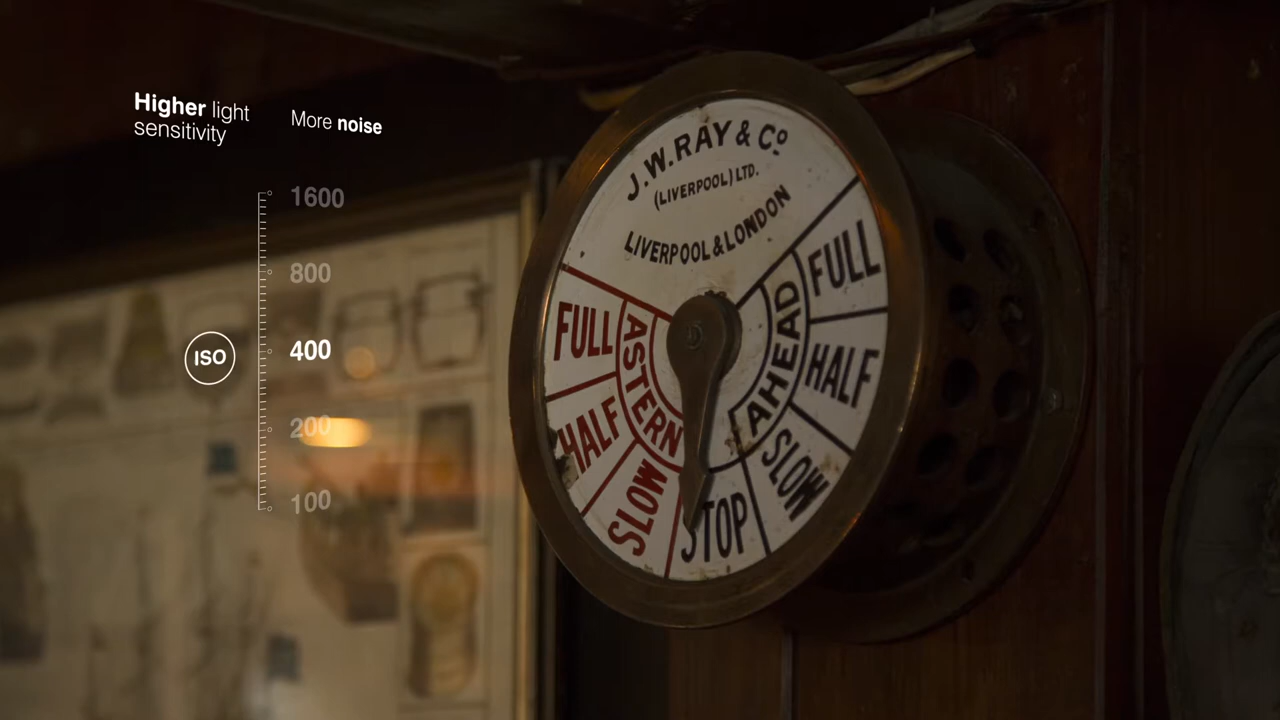 Higher light
sensitivity
More noise
1600
800
ISO
400
200
100
J.W.RAY & Co
(LIVERPOOL) LTD.
LIVERPOOL & LONDON
FULL
HALF
SLOW
ASTERN
STOP
AHEAD
FULL
HALF
SLOW